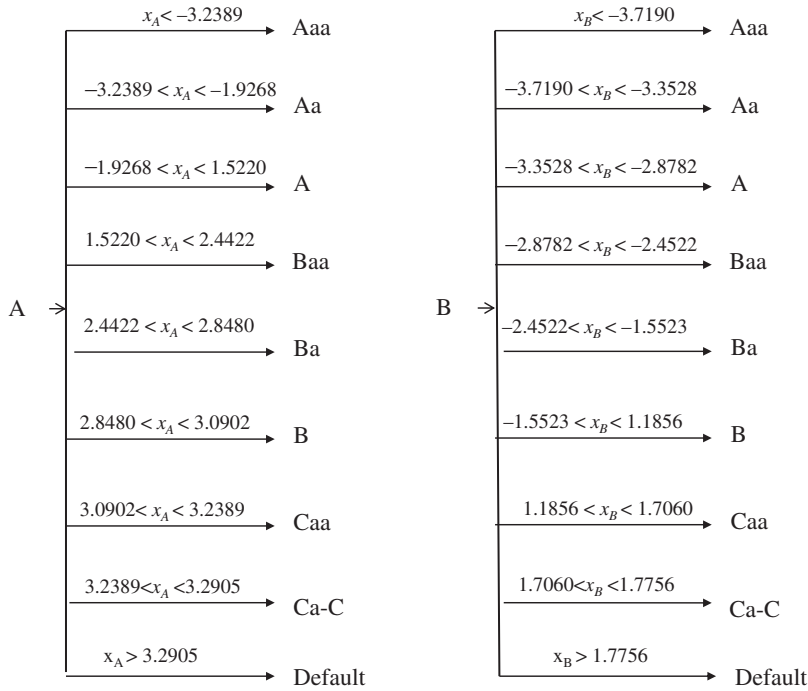 x_A < –3.2389
Aaa
–3.2389 < x_A < –1.9268
Aa
–1.9268 < x_A < 1.5220
A
1.5220 < x_A < 2.4422
Baa
A
2.4422 < x_A < 2.8480
Ba
2.8480 < x_A < 3.0902
B
3.0902< x_A < 3.2389
Caa
3.2389<x_A <3.2905
Ca-C
x_A > 3.2905
Default
x_B < –3.7190
Aaa
–3.7190 < x_B < –3.3528
Aa
–3.3528 < x_B < –2.8782
A
–2.8782 < x_B < –2.4522
Baa
B
–2.4522< x_B < –1.5523
Ba
–1.5523 < x_B < 1.1856
B
1.1856 < x_B < 1.7060
Caa
1.7060<x_B <1.7756
Ca-C
x_B > 1.7756
Default